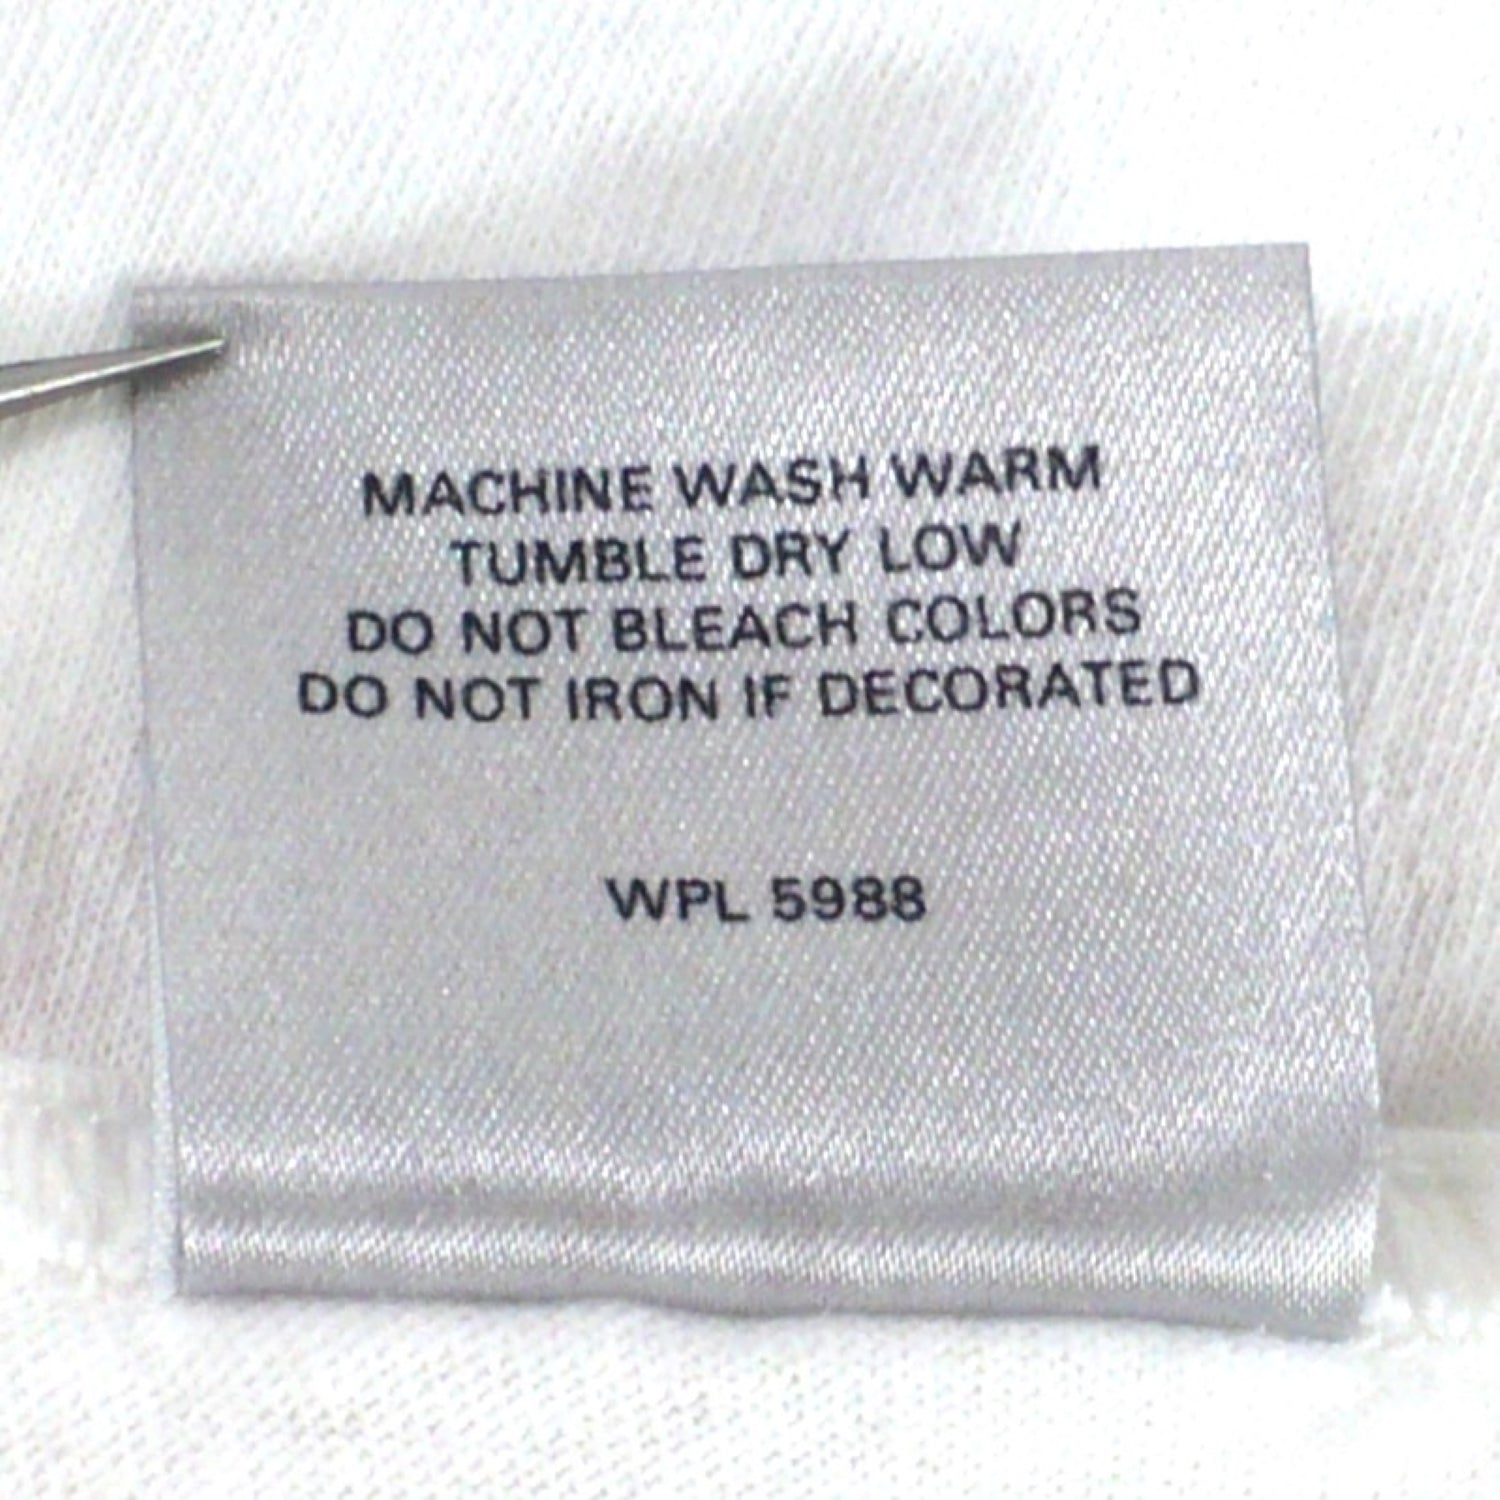 MACHINE WASH WARM
TUMBLE DRY LOW
DO NOT BLEACH COLORS
DO NOT IRON IF DECORATED
WPL 5988